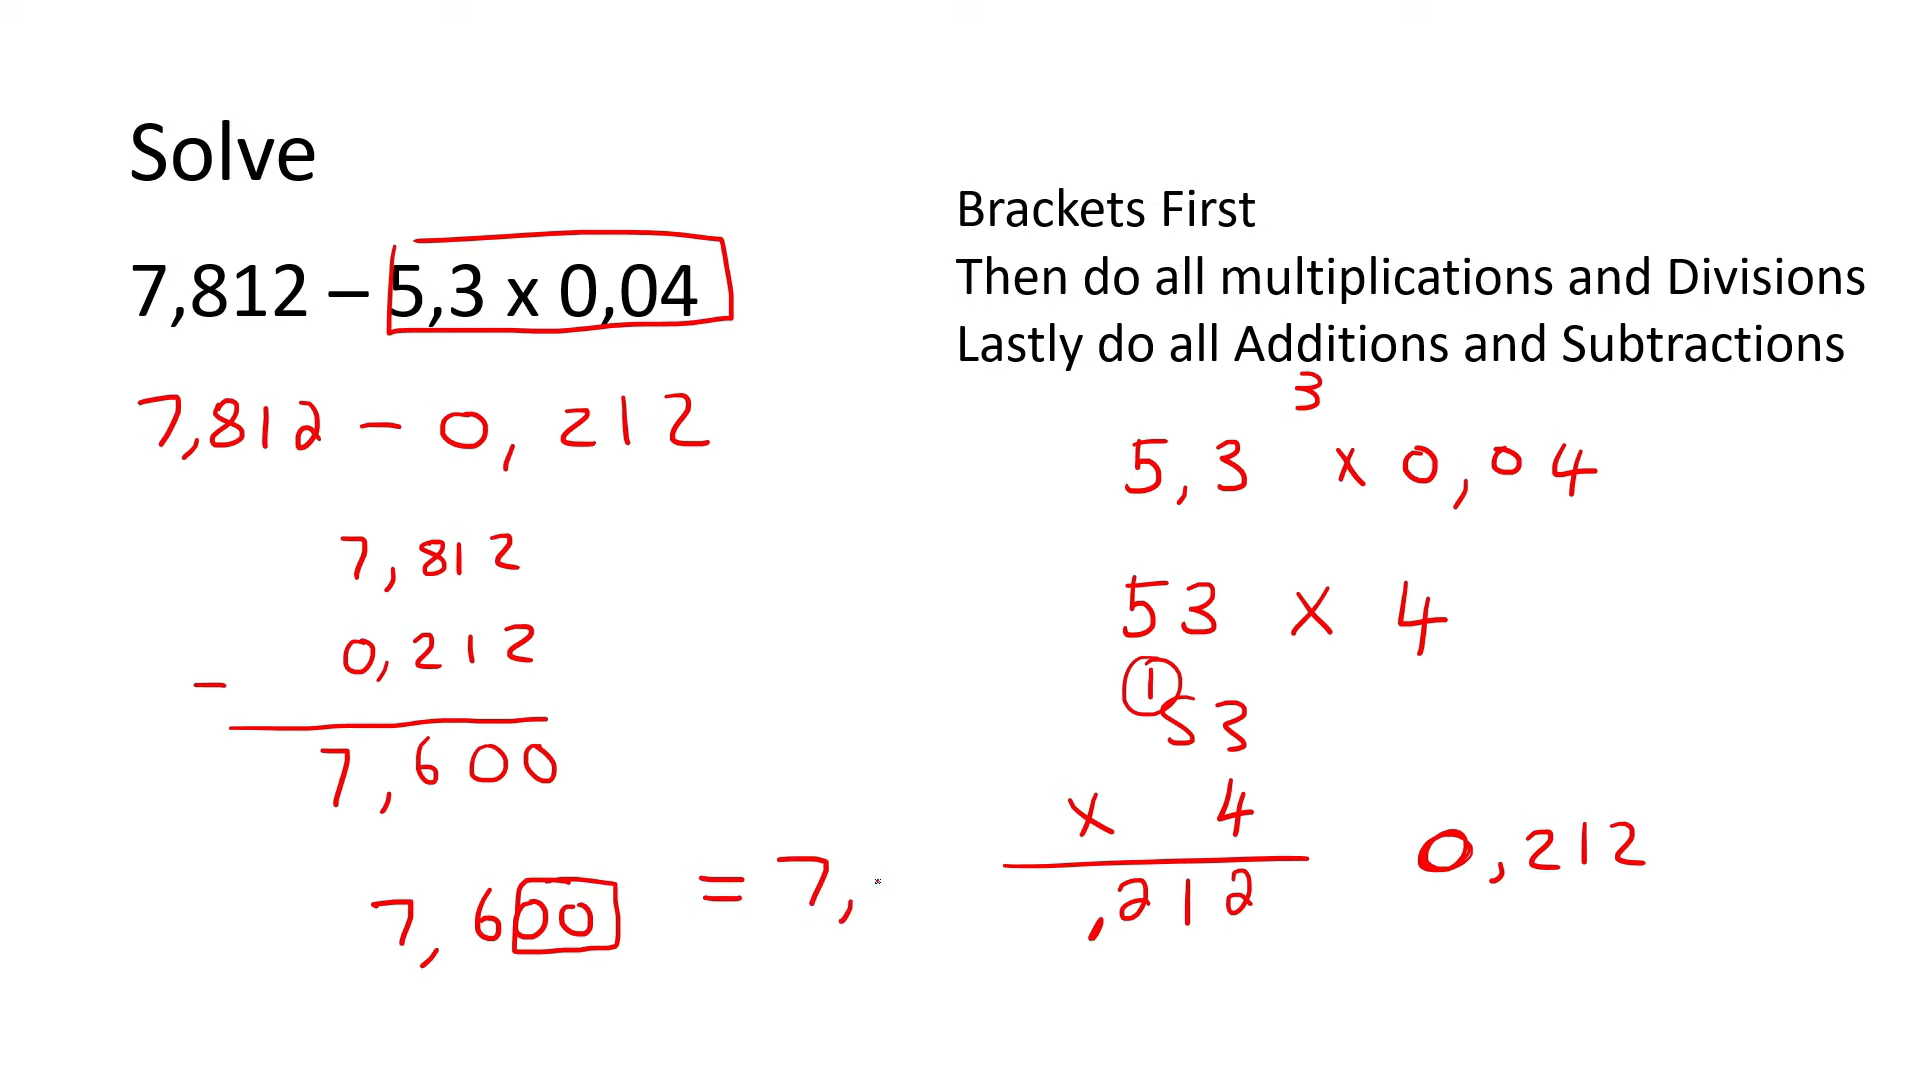 Solve
7,812 – 5,3 x 0,04
7,812 – 0,212
7,812
0,212
–
7,600
7,600 = 7,
Brackets First
Then do all multiplications and Divisions
Lastly do all Additions and Subtractions
3
5,3 x 0,04
53 x 4
1
53
x 4
,212
0,212